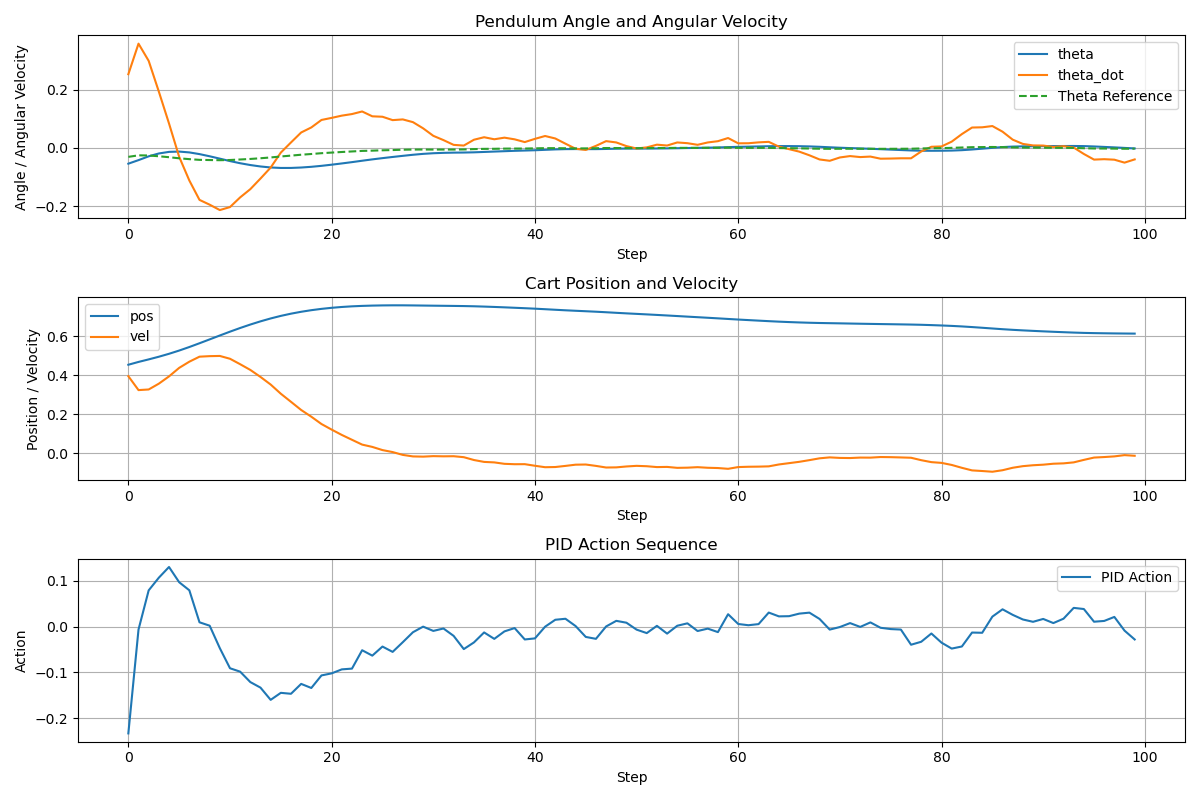 Pendulum Angle and Angular Velocity
Angle / Angular Velocity
0.2
0.0
−0.2
theta
theta_dot
Theta Reference
0 20 40 60 80 100
Step
Cart Position and Velocity
Position / Velocity
0.6
0.4
0.2
0.0
pos
vel
0 20 40 60 80 100
Step
PID Action Sequence
Action
0.1
0.0
−0.1
−0.2
PID Action
0 20 40 60 80 100
Step